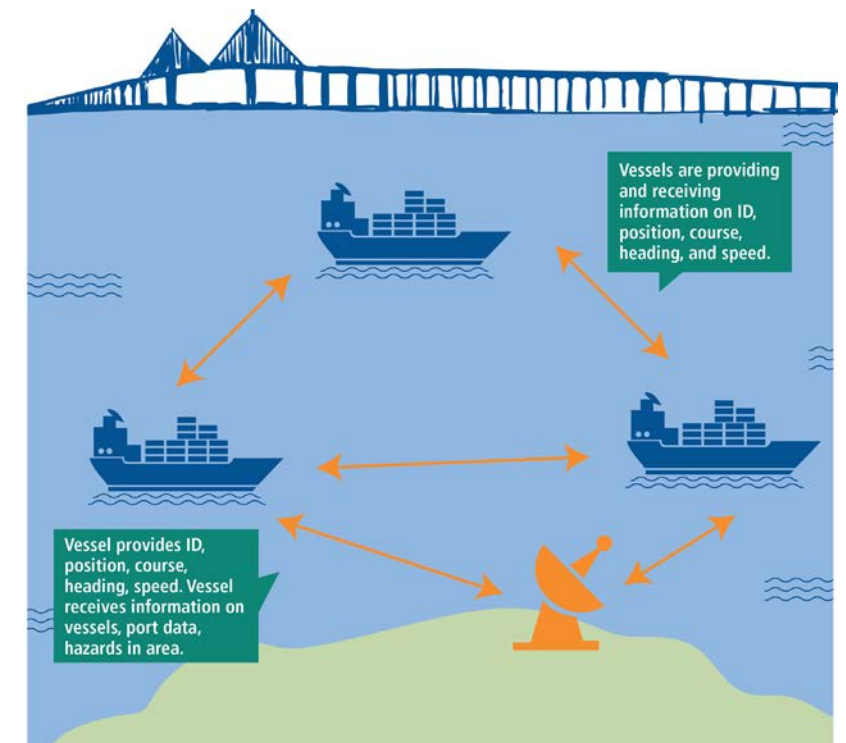 Vessels are providing
and receiving
information on ID,
position, course,
heading, and speed.
Vessel provides ID,
position, course,
heading, speed. Vessel
receives information on
vessels, port data,
hazards in area.